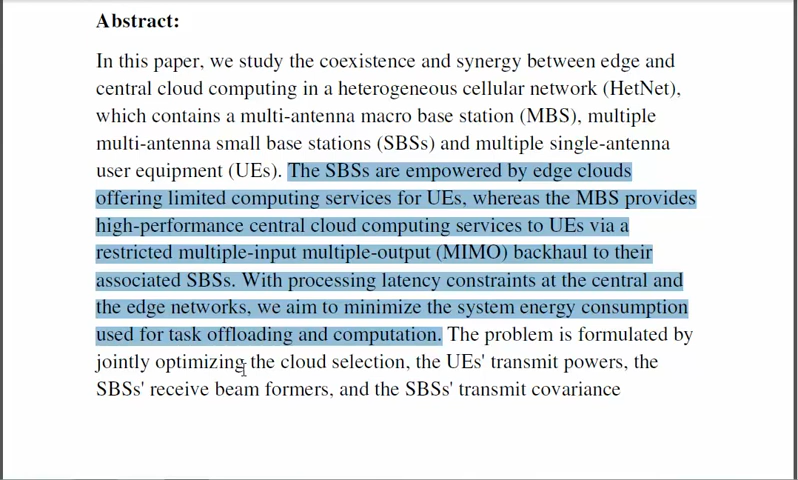 Abstract:
In this paper, we study the coexistence and synergy between edge and
central cloud computing in a heterogeneous cellular network (HetNet),
which contains a multi-antenna macro base station (MBS), multiple
multi-antenna small base stations (SBSs) and multiple single-antenna
user equipment (UEs). The SBSs are empowered by edge clouds
offering limited computing services for UEs, whereas the MBS provides
high-performance central cloud computing services to UEs via a
restricted multiple-input multiple-output (MIMO) backhaul to their
associated SBSs. With processing latency constraints at the central and
the edge networks, we aim to minimize the system energy consumption
used for task offloading and computation. The problem is formulated by
jointly optimizing the cloud selection, the UEs' transmit powers, the
SBSs' receive beam formers, and the SBSs' transmit covariance